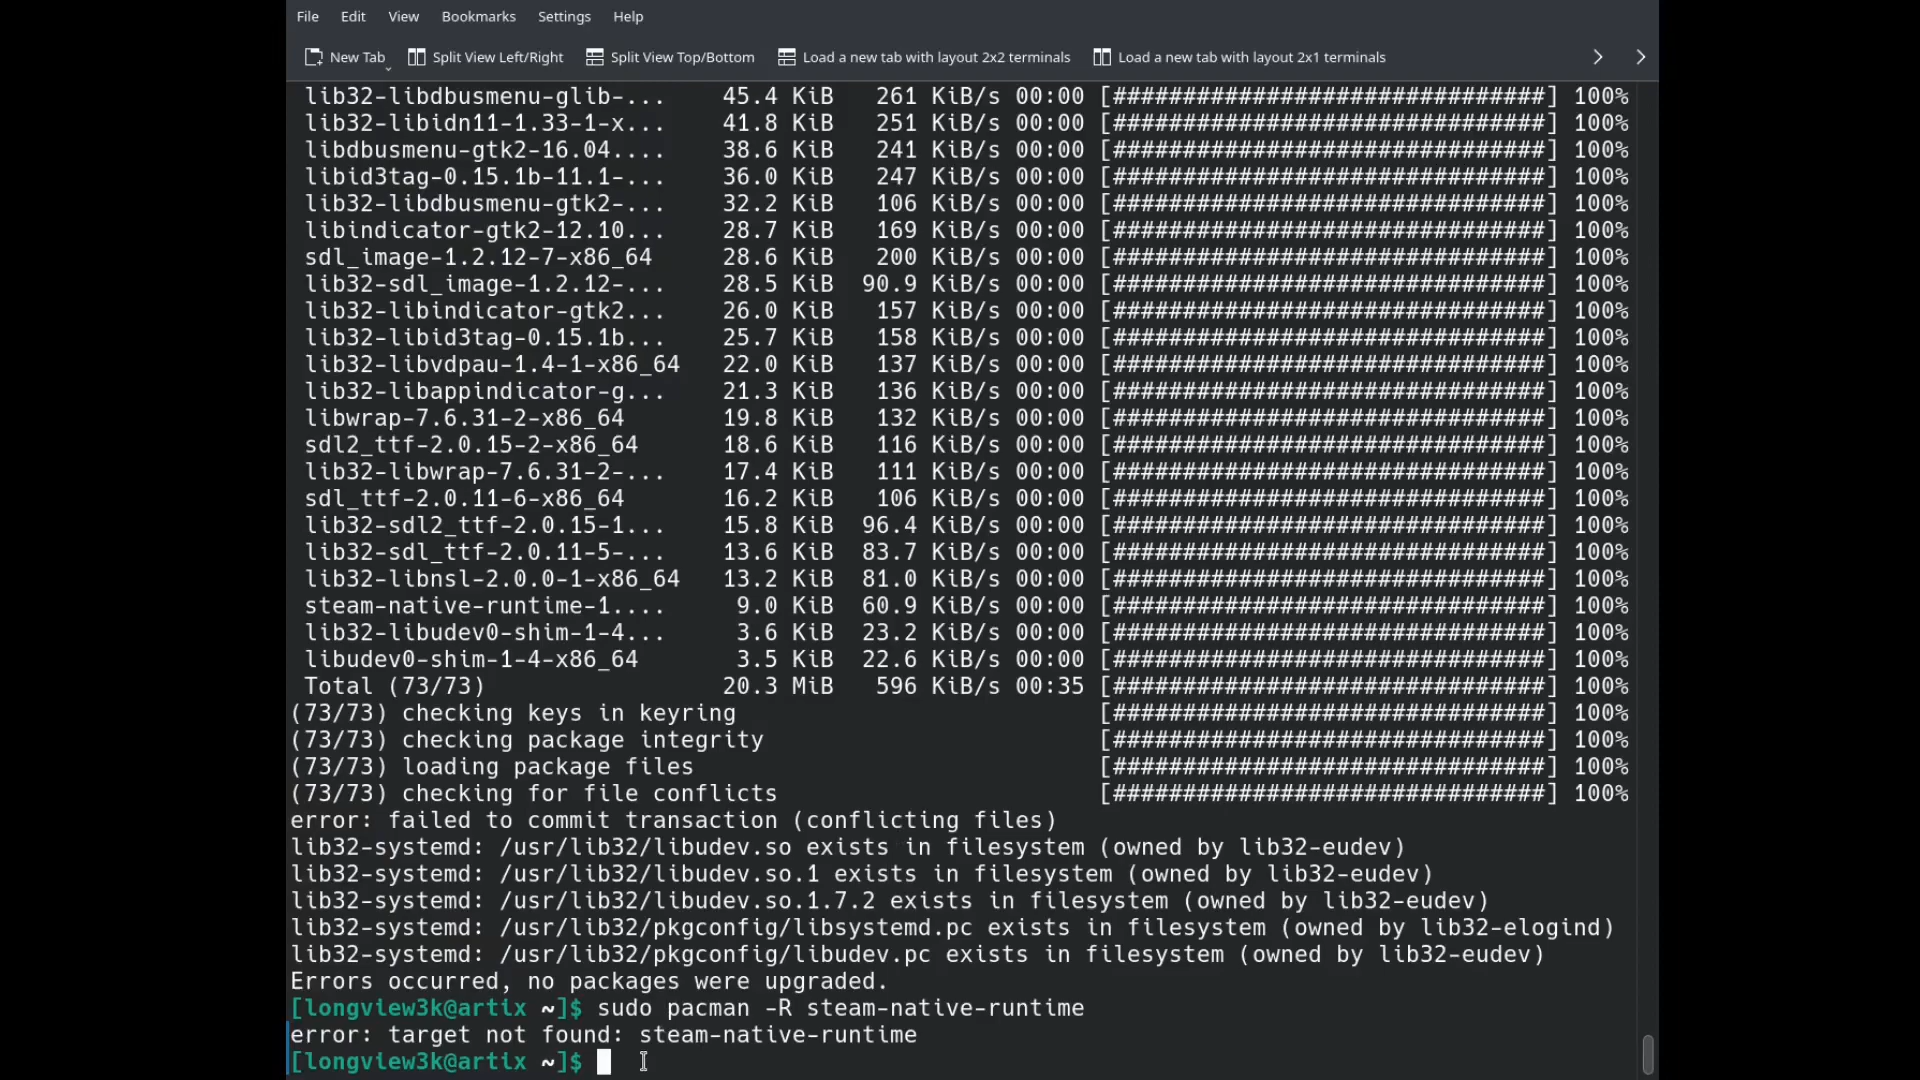 File Edit View Bookmarks Settings Help
New Tab Split View Left/Right Split View Top/Bottom Load a new tab with layout 2x2 terminals Load a new tab with layout 2x1 terminals
lib32-libdbusmenu-glib-... 45.4 KiB 261 KiB/s 00:00 [###############################] 100%
lib32-libidn11-1.33-1-x... 41.8 KiB 251 KiB/s 00:00 [###############################] 100%
libdbusmenu-gtk2-16.04.... 38.6 KiB 241 KiB/s 00:00 [###############################] 100%
libid3tag-0.15.1b-11.1-... 36.0 KiB 247 KiB/s 00:00 [###############################] 100%
lib32-libdbusmenu-gtk2-... 32.2 KiB 106 KiB/s 00:00 [###############################] 100%
libindicator-gtk2-12.10... 28.7 KiB 169 KiB/s 00:00 [###############################] 100%
sdl_image-1.2.12-7-x86_64 28.6 KiB 200 KiB/s 00:00 [###############################] 100%
lib32-sdl_image-1.2.12-... 28.5 KiB 90.9 KiB/s 00:00 [###############################] 100%
lib32-libindicator-gtk2... 26.0 KiB 157 KiB/s 00:00 [###############################] 100%
lib32-libid3tag-0.15.1b... 25.7 KiB 158 KiB/s 00:00 [###############################] 100%
lib32-libvdpau-1.4-1-x86_64 22.0 KiB 137 KiB/s 00:00 [###############################] 100%
lib32-libappindicator-g... 21.3 KiB 136 KiB/s 00:00 [###############################] 100%
libwrap-7.6.31-2-x86_64 19.8 KiB 132 KiB/s 00:00 [###############################] 100%
sdl2_ttf-2.0.15-2-x86_64 18.6 KiB 116 KiB/s 00:00 [###############################] 100%
lib32-libwrap-7.6.31-2-... 17.4 KiB 111 KiB/s 00:00 [###############################] 100%
sdl_ttf-2.0.11-6-x86_64 16.2 KiB 106 KiB/s 00:00 [###############################] 100%
lib32-sdl2_ttf-2.0.15-1... 15.8 KiB 96.4 KiB/s 00:00 [###############################] 100%
lib32-sdl_ttf-2.0.11-5-... 13.6 KiB 83.7 KiB/s 00:00 [###############################] 100%
lib32-libnsl-2.0.0-1-x86_64 13.2 KiB 81.0 KiB/s 00:00 [###############################] 100%
steam-native-runtime-1.... 9.0 KiB 60.9 KiB/s 00:00 [###############################] 100%
lib32-libudev0-shim-1-4... 3.6 KiB 23.2 KiB/s 00:00 [###############################] 100%
libudev0-shim-1-4-x86_64 3.5 KiB 22.6 KiB/s 00:00 [###############################] 100%
Total (73/73) 20.3 MiB 596 KiB/s 00:35 [###############################] 100%
(73/73) checking keys in keyring [###############################] 100%
(73/73) checking package integrity [###############################] 100%
(73/73) loading package files [###############################] 100%
(73/73) checking for file conflicts [###############################] 100%
error: failed to commit transaction (conflicting files)
lib32-systemd: /usr/lib32/libudev.so exists in filesystem (owned by lib32-eudev)
lib32-systemd: /usr/lib32/libudev.so.1 exists in filesystem (owned by lib32-eudev)
lib32-systemd: /usr/lib32/libudev.so.1.7.2 exists in filesystem (owned by lib32-eudev)
lib32-systemd: /usr/lib32/pkgconfig/libsystemd.pc exists in filesystem (owned by lib32-elogind)
lib32-systemd: /usr/lib32/pkgconfig/libudev.pc exists in filesystem (owned by lib32-eudev)
Errors occurred, no packages were upgraded.
[longview3k@artix ~]$ sudo pacman -R steam-native-runtime
error: target not found: steam-native-runtime
[longview3k@artix ~]$